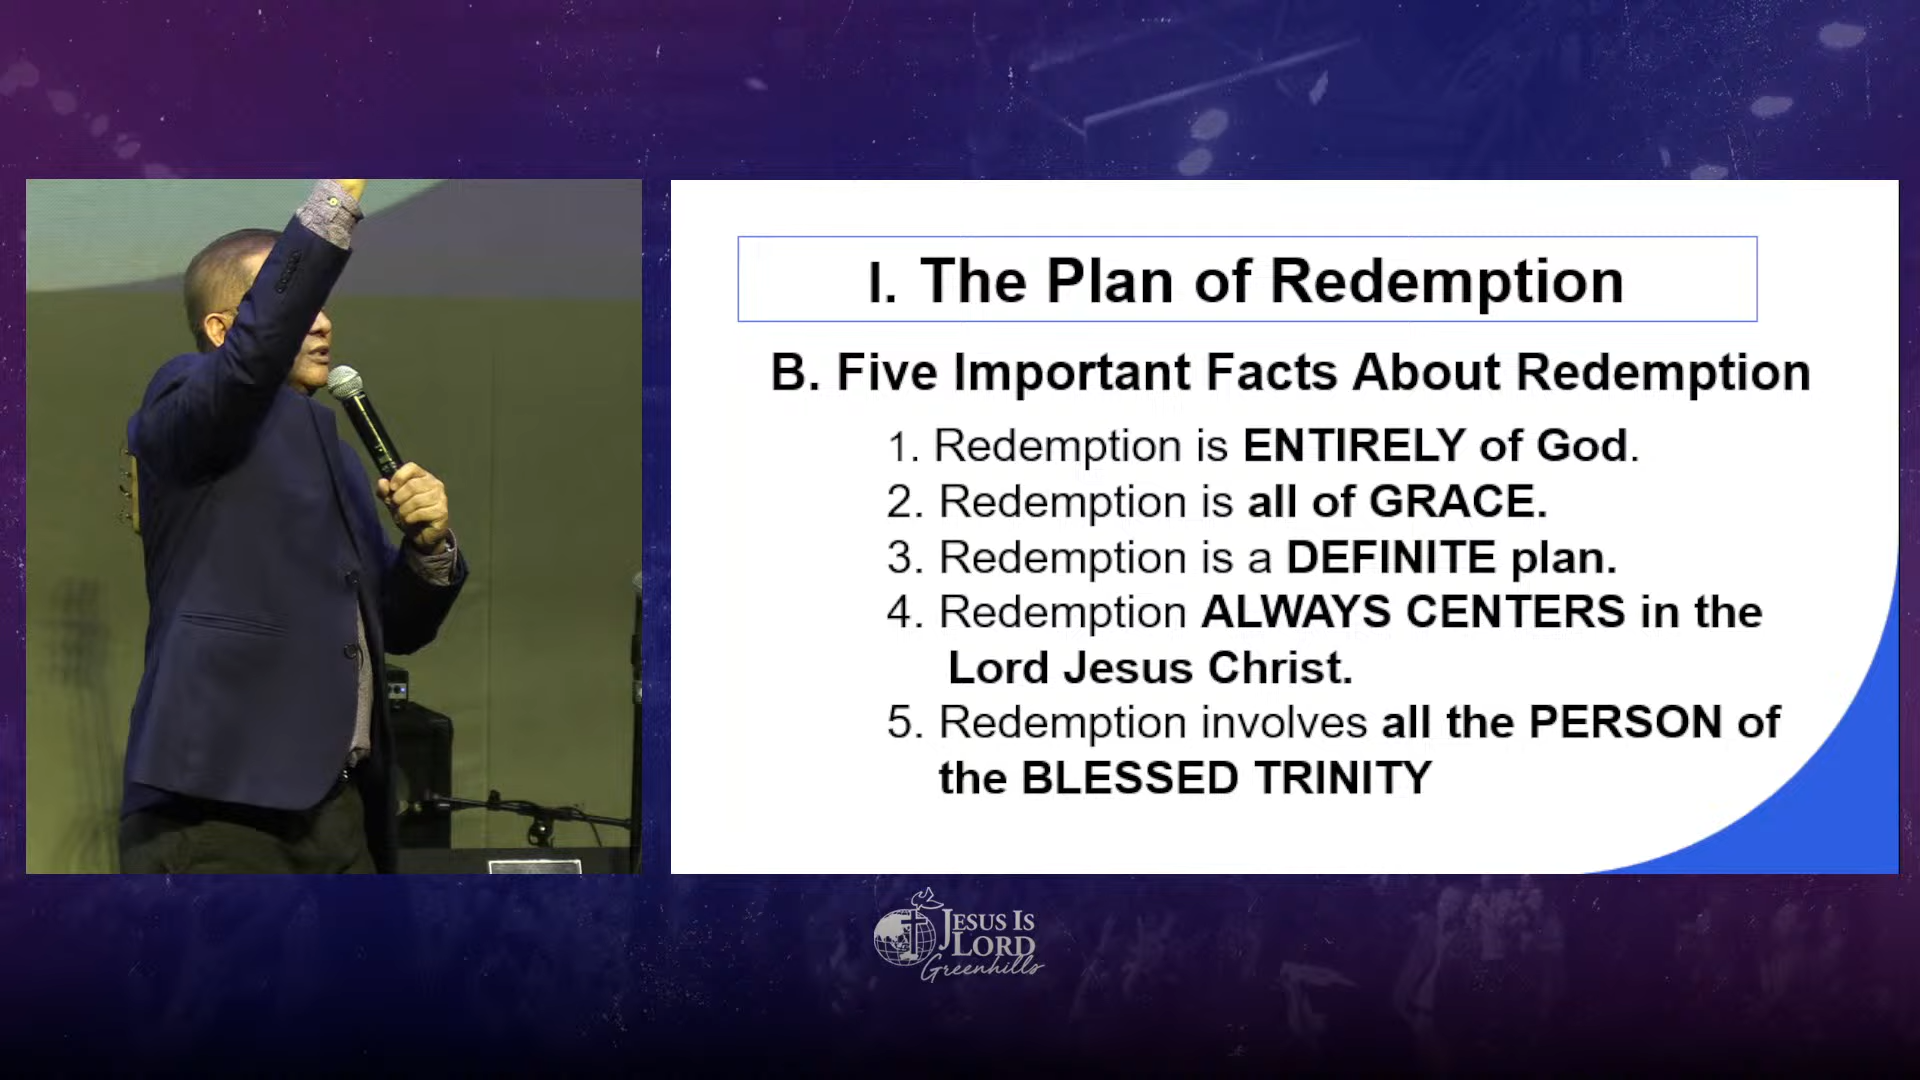 I. The Plan of Redemption
B. Five Important Facts About Redemption
1. Redemption is ENTIRELY of God.
2. Redemption is all of GRACE.
3. Redemption is a DEFINITE plan.
4. Redemption ALWAYS CENTERS in the
Lord Jesus Christ.
5. Redemption involves all the PERSON of
the BLESSED TRINITY
JESUS IS
LORD
Greenhills